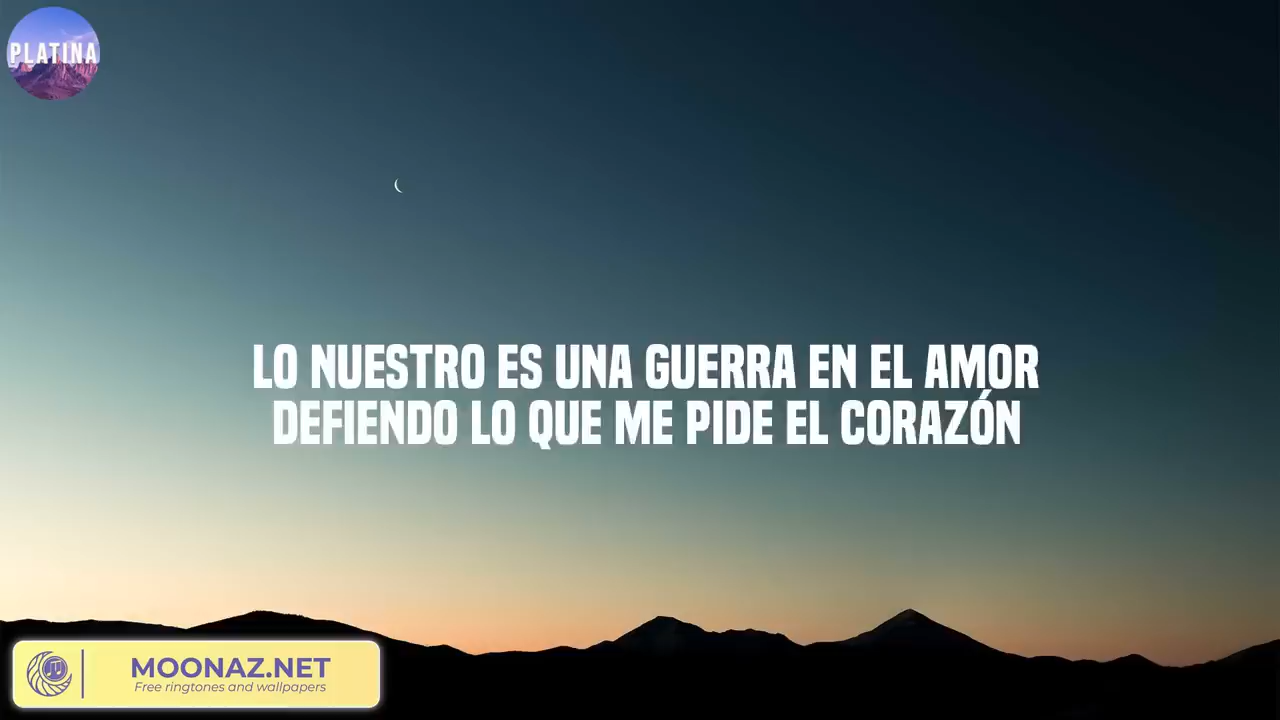 PLATINA
LO NUESTRO ES UNA GUERRA EN EL AMOR
DEFIENDO LO QUE ME PIDE EL CORAZÓN
MOONAZ.NET
Free ringtones and wallpapers